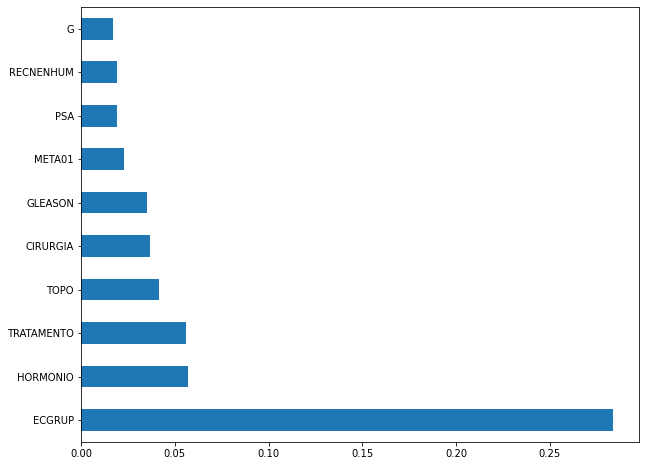 G
RECNENHUM
PSA
META01
GLEASON
CIRURGIA
TOPO
TRATAMENTO
HORMONIO
ECGRUP
0.00 0.05 0.10 0.15 0.20 0.25